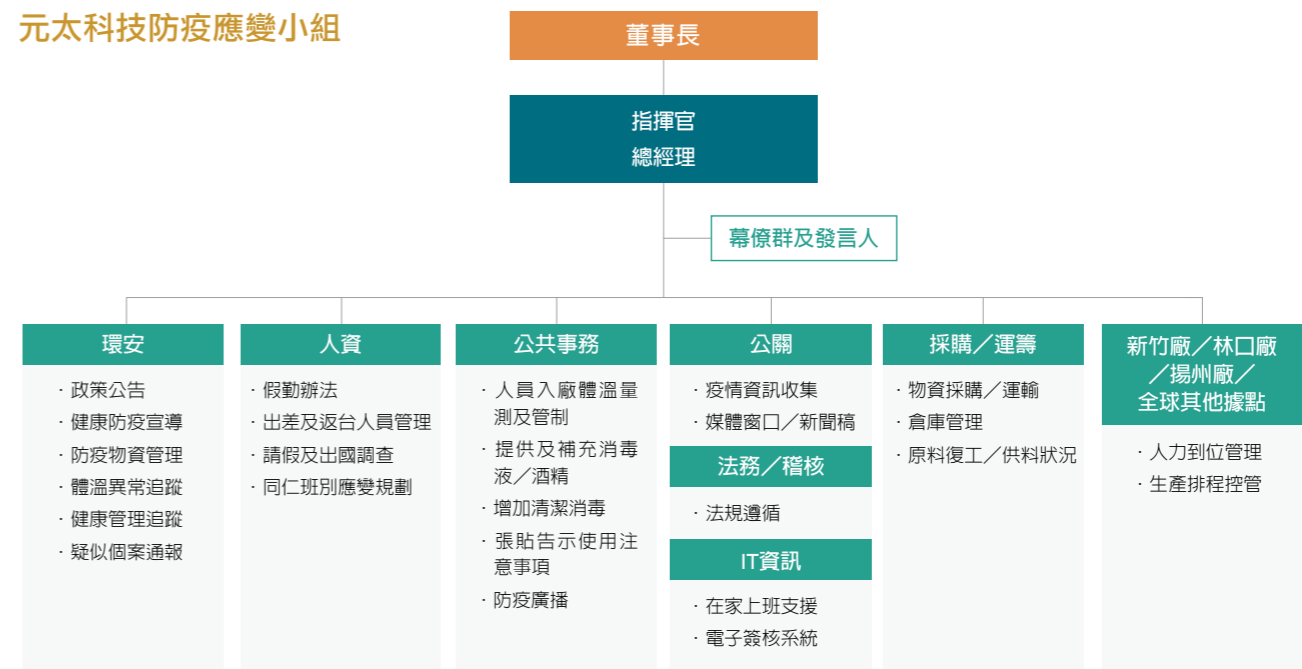 元太科技防疫應變小組
董事長
指揮官
總經理
幕僚群及發言人
環安
· 政策公告
· 健康防疫宣導
· 防疫物資管理
· 體溫異常追蹤
· 健康管理追蹤
· 疑似個案通報
人資
· 假勤辦法
· 出差及返台人員管理
· 請假及出國調查
· 同仁班別應變規劃
公共事務
· 人員入廠體溫量
測及管制
· 提供及補充消毒
液／酒精
· 增加清潔消毒
· 張貼告示使用注
意事項
· 防疫廣播
公關
· 疫情資訊收集
· 媒體窗口／新聞稿
法務／稽核
· 法規遵循
IT資訊
· 在家上班支援
· 電子簽核系統
採購／運籌
· 物資採購／運輸
· 倉庫管理
· 原料復工／供料狀況
新竹廠／林口廠
／揚州廠／
全球其他據點
· 人力到位管理
· 生產排程控管